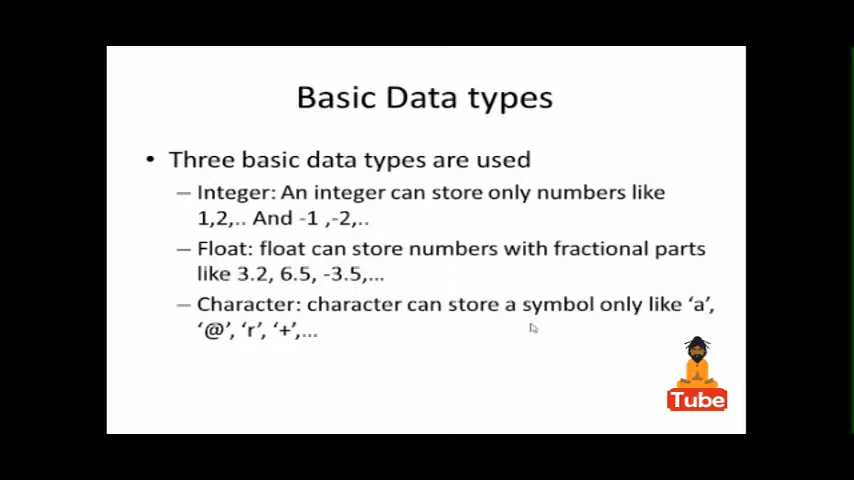 Basic Data types
• Three basic data types are used
– Integer: An integer can store only numbers like
1,2,.. And -1 ,-2,..
– Float: float can store numbers with fractional parts
like 3.2, 6.5, -3.5,...
– Character: character can store a symbol only like ‘a’,
‘@’, ‘r’, ‘+’,...
Tube